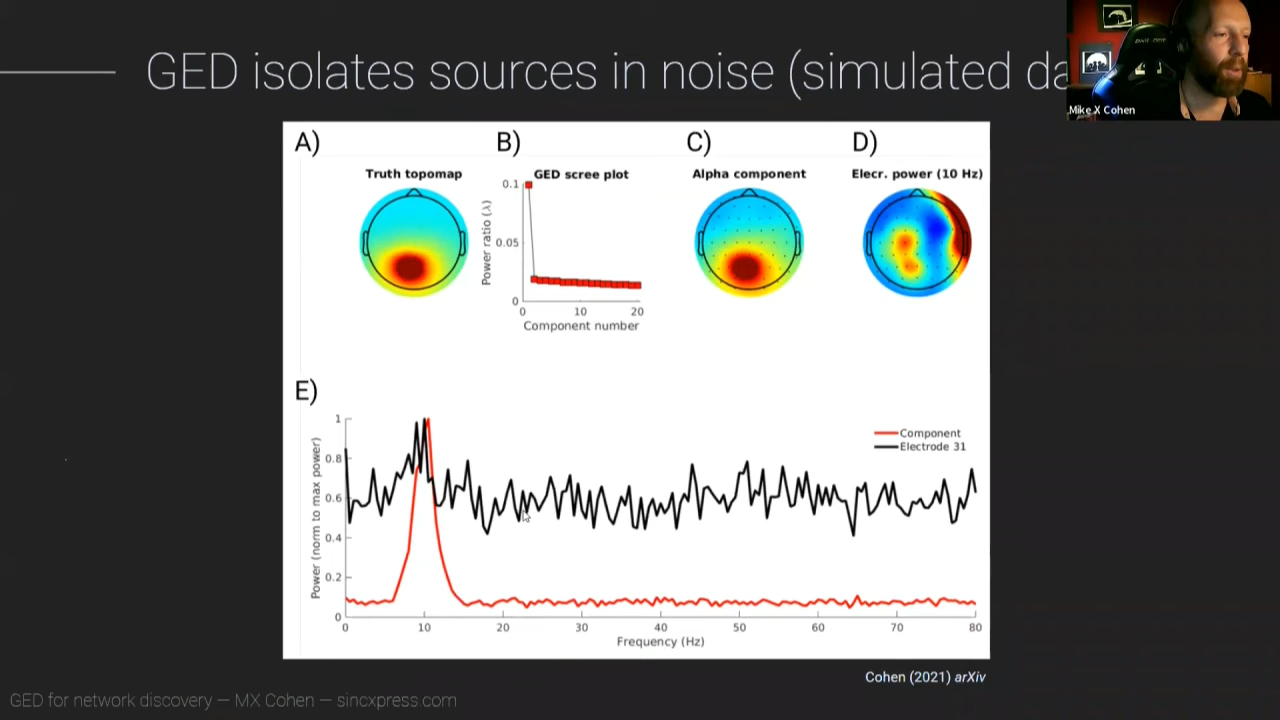 GED isolates sources in noise (simulated da
Mike X Cohen
A)
B)
C)
D)
Truth topomap
GED scree plot
Alpha component
Elecr. power (10 Hz)
Power ratio (λ)
0.1
0.05
0
0 10 20
Component number
E)
Power (norm to max power)
1
0.8
0.6
0.4
0.2
0
Component
Electrode 31
0 10 20 30 40 50 60 70 80
Frequency (Hz)
Cohen (2021) arXiv
GED for network discovery — MX Cohen — sincxpress.com